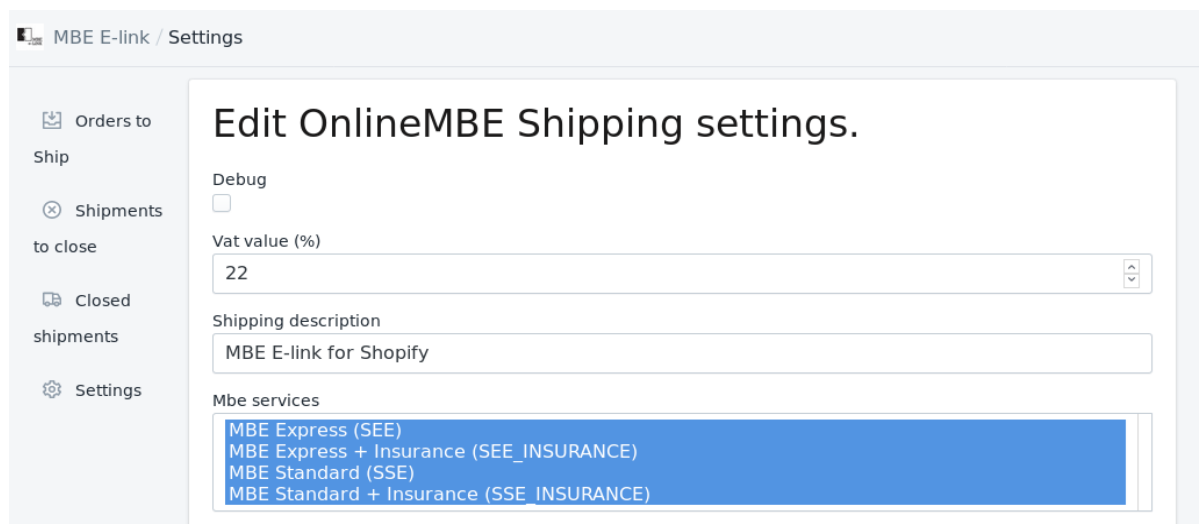 MBE E-link / Settings
Orders to
Ship
Shipments
to close
Closed
shipments
Settings
Edit OnlineMBE Shipping settings.
Debug
Vat value (%)
22
Shipping description
MBE E-link for Shopify
Mbe services
MBE Express (SEE)
MBE Express + Insurance (SEE_INSURANCE)
MBE Standard (SSE)
MBE Standard + Insurance (SSE_INSURANCE)